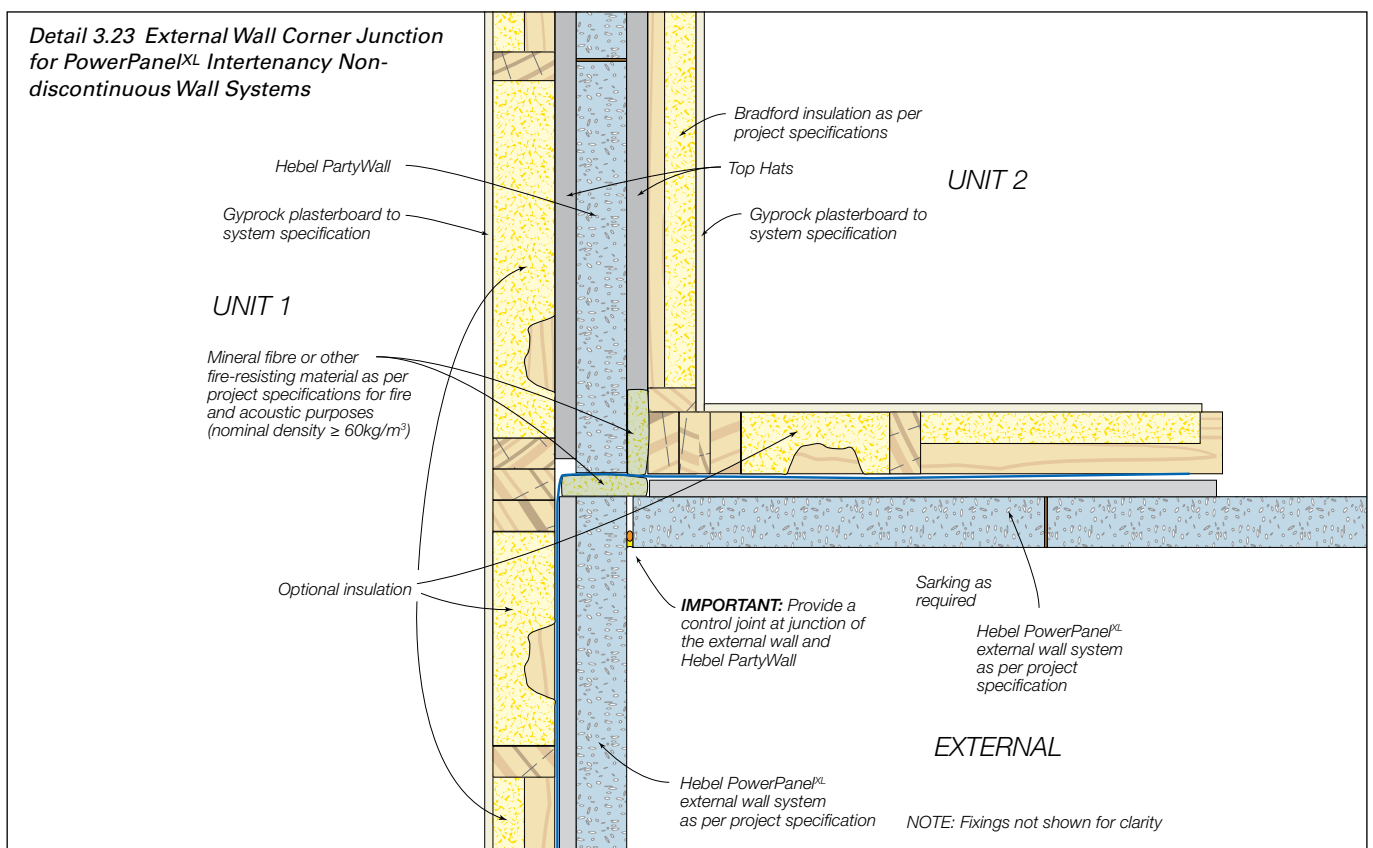 Detail 3.23 External Wall Corner Junction
for PowerPanelXL Intertenancy Non-
discontinuous Wall Systems
Bradford insulation as per
project specifications
Hebel PartyWall
Top Hats
UNIT 2
Gyprock plasterboard to
system specification
Gyprock plasterboard to
system specification
UNIT 1
Mineral fibre or other
fire-resisting material as per
project specifications for fire
and acoustic purposes
(nominal density ≥ 60kg/m³)
Optional insulation
IMPORTANT: Provide a
control joint at junction of
the external wall and
Hebel PartyWall
Sarking as
required
Hebel PowerPanelXL
external wall system
as per project
specification
EXTERNAL
Hebel PowerPanelXL
external wall system
as per project specification
NOTE: Fixings not shown for clarity